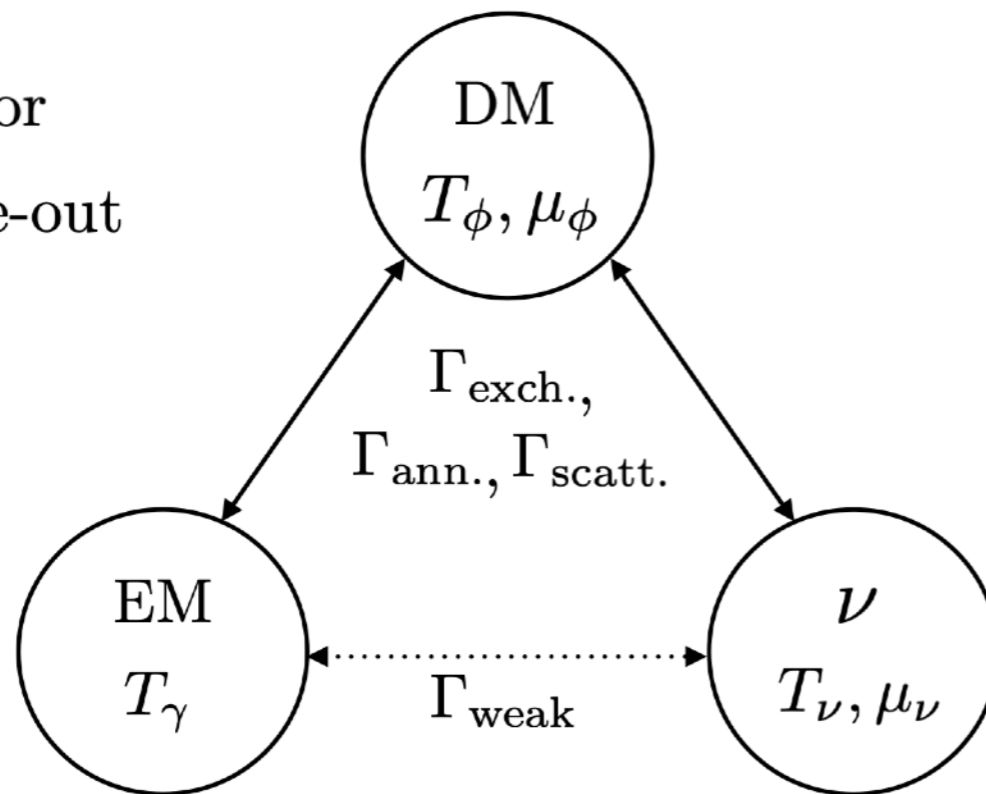 or
e-out
DM
T_ϕ, μ_ϕ
Γ_exch.,
Γ_ann., Γ_scatt.
EM
T_γ
Γ_weak
ν
T_ν, μ_ν